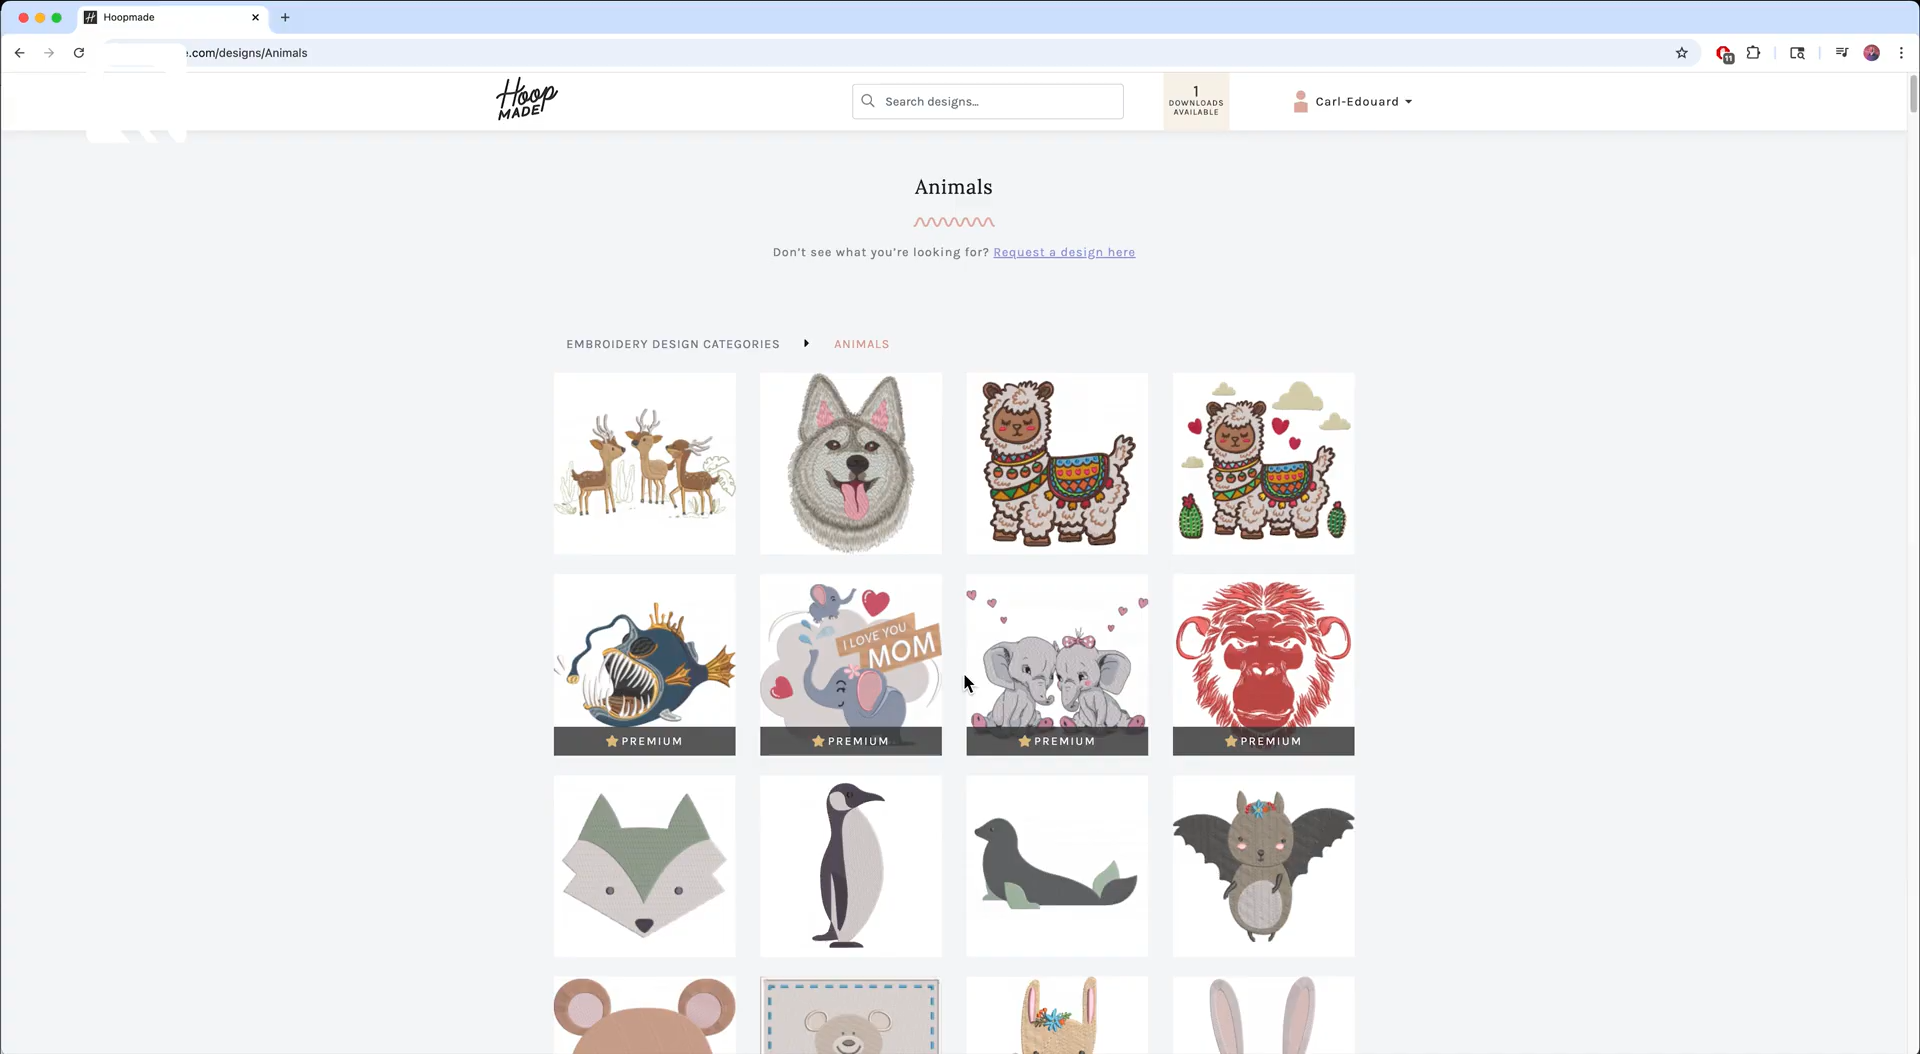 Hoopmade
e.com/designs/Animals
11
Hoop
MADE
Search designs...
1
DOWNLOADS
AVAILABLE
Carl-Edouard
Animals
Don't see what you're looking for? Request a design here
EMBROIDERY DESIGN CATEGORIES
ANIMALS
I LOVE YOU
MOM
PREMIUM
PREMIUM
PREMIUM
PREMIUM